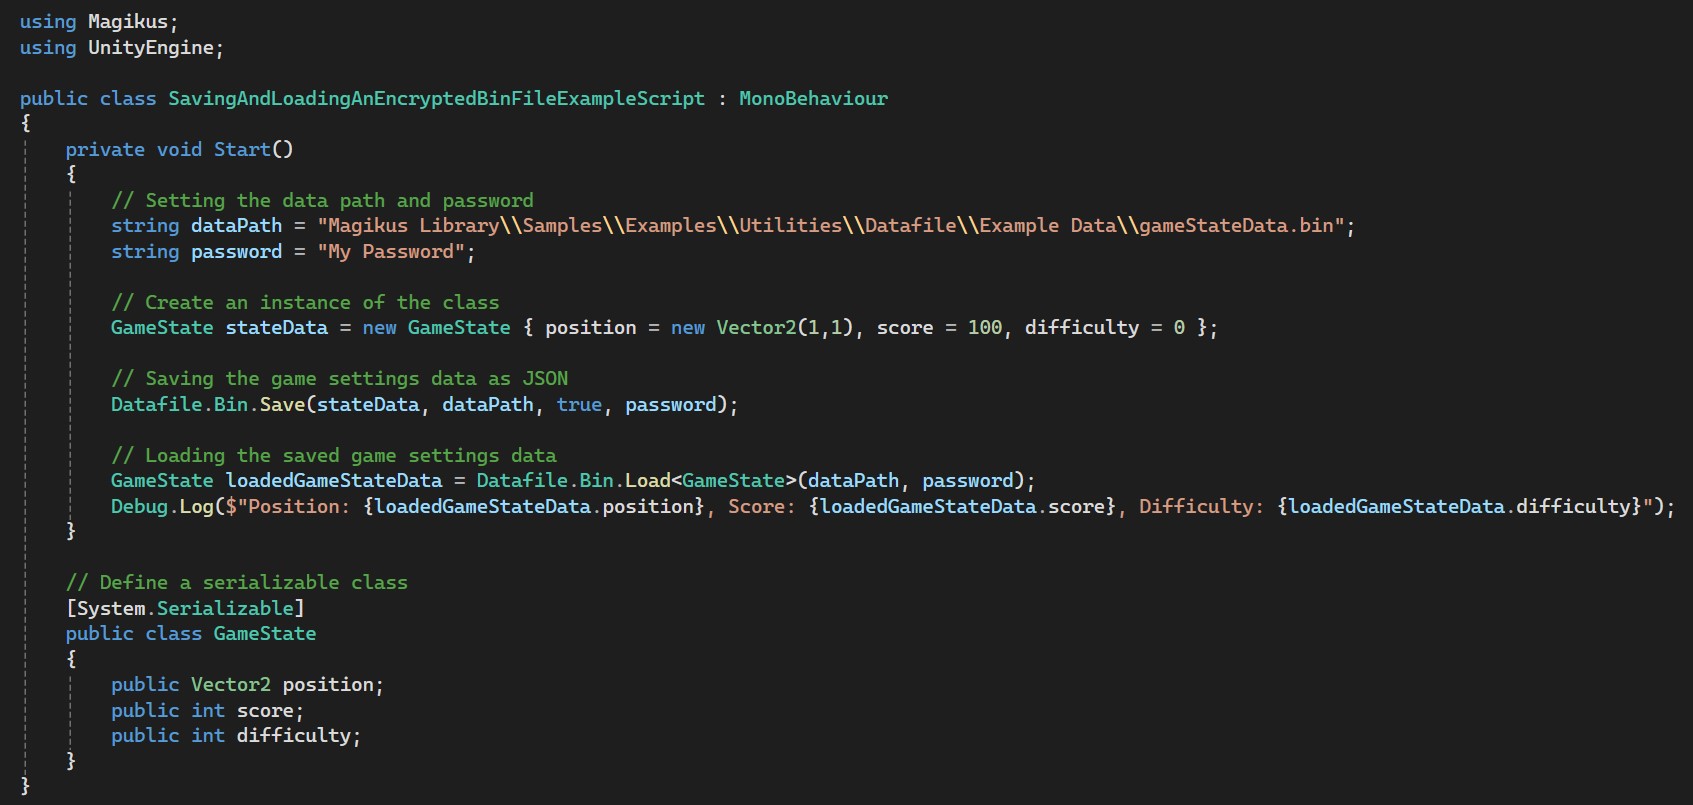 using Magikus;
using UnityEngine;

public class SavingAndLoadingAnEncryptedBinFileExampleScript : MonoBehaviour
{
    private void Start()
    {
        // Setting the data path and password
        string dataPath = "Magikus Library\\Samples\\Examples\\Utilities\\Datafile\\Example Data\\gameStateData.bin";
        string password = "My Password";

        // Create an instance of the class
        GameState stateData = new GameState { position = new Vector2(1,1), score = 100, difficulty = 0 };

        // Saving the game settings data as JSON
        Datafile.Bin.Save(stateData, dataPath, true, password);

        // Loading the saved game settings data
        GameState loadedGameStateData = Datafile.Bin.Load<GameState>(dataPath, password);
        Debug.Log($"Position: {loadedGameStateData.position}, Score: {loadedGameStateData.score}, Difficulty: {loadedGameStateData.difficulty}");
    }

    // Define a serializable class
    [System.Serializable]
    public class GameState
    {
        public Vector2 position;
        public int score;
        public int difficulty;
    }
}